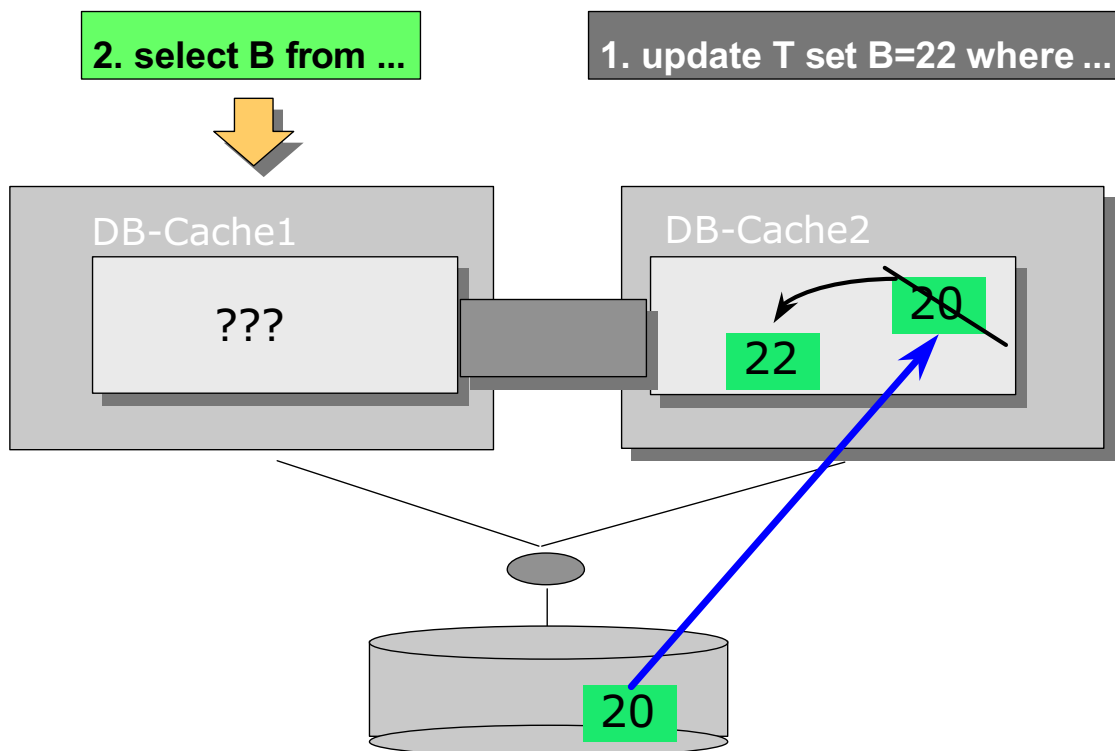 2. select B from ...
1. update T set B=22 where ...
DB-Cache1
DB-Cache2
???
20
22
20